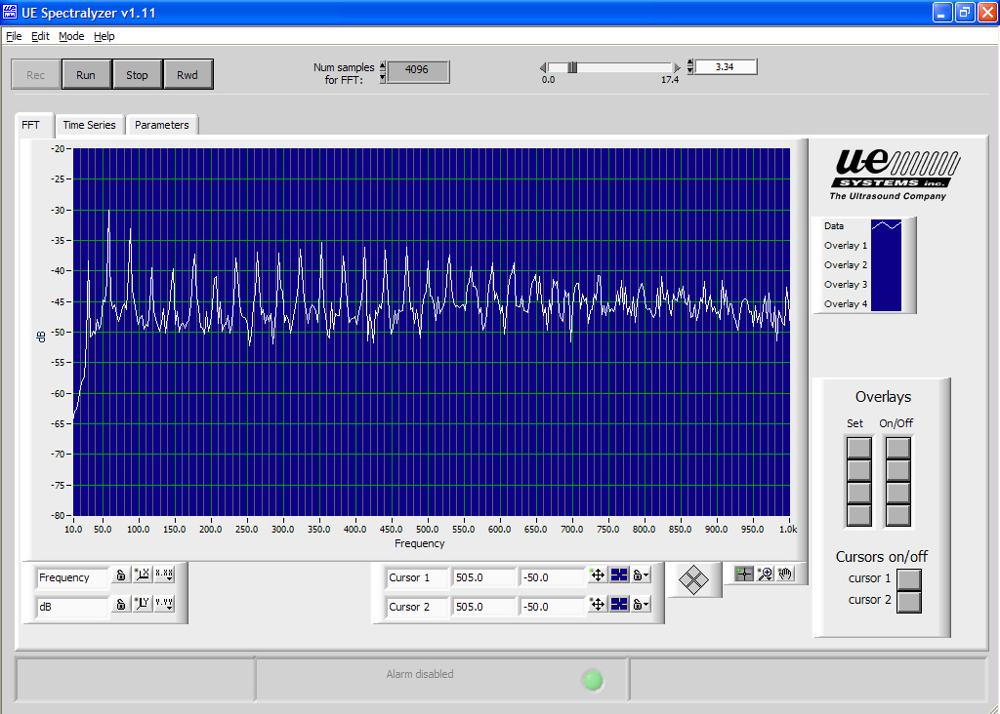 UE Spectralyzer v1.11
File Edit Mode Help
Rec Run Stop Rwd
Num samples for FFT: 4096
0.0 17.4
3.34
FFT Time Series Parameters
-20
-25
-30
-35
-40
-45
-50
-55
-60
-65
-70
-75
-80
dB
10.0 50.0 100.0 150.0 200.0 250.0 300.0 350.0 400.0 450.0 500.0 550.0 600.0 650.0 700.0 750.0 800.0 850.0 900.0 950.0 1.0k
Frequency
ue
SYSTEMS inc.
The Ultrasound Company
Data
Overlay 1
Overlay 2
Overlay 3
Overlay 4
Overlays
Set On/Off
Cursors on/off
cursor 1
cursor 2
Frequency X X.XX
dB Y Y.YY
Cursor 1 505.0 -50.0
Cursor 2 505.0 -50.0
Alarm disabled